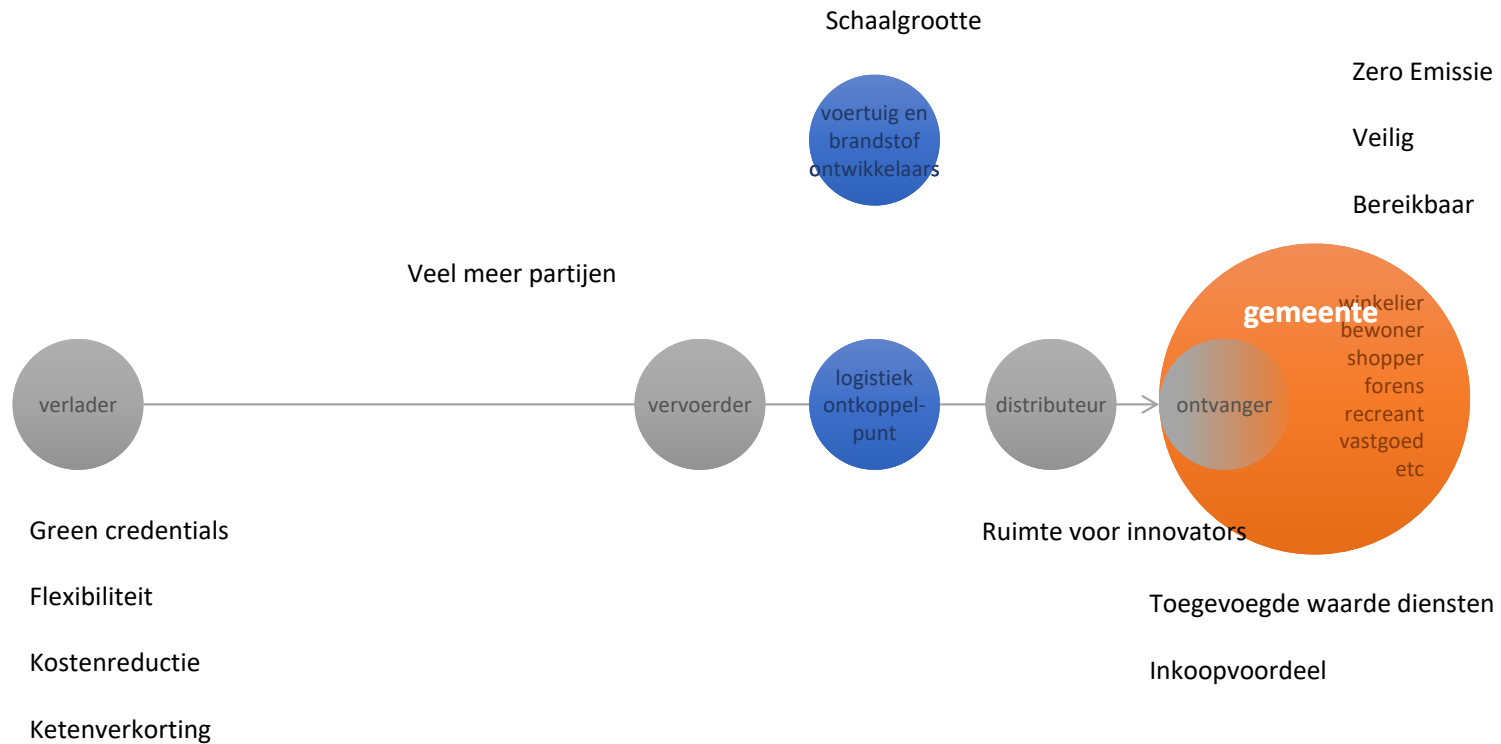 Schaalgrootte
Zero Emissie
voertuig en
brandstof
ontwikkelaars
Veilig
Bereikbaar
Veel meer partijen
gemeente
winkelier
bewoner
shopper
forens
recreant
vastgoed
etc
verlader
vervoerder
logistiek
ontkoppel-
punt
distributeur
ontvanger
Green credentials
Ruimte voor innovators
Flexibiliteit
Toegevoegde waarde diensten
Kostenreductie
Inkoopvoordeel
Ketenverkorting